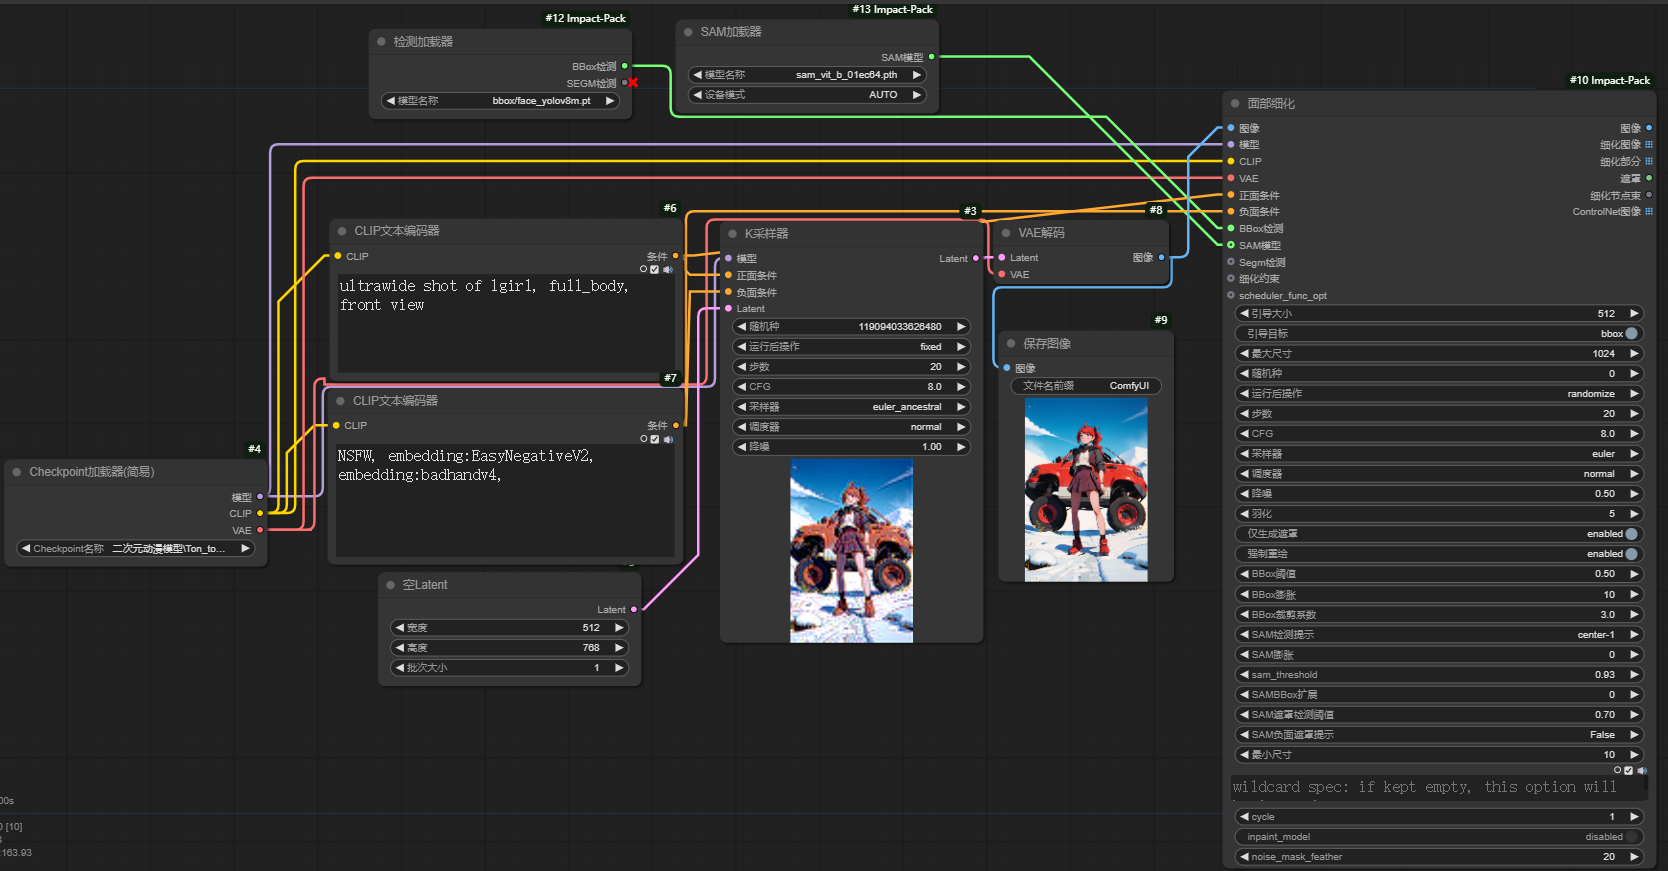 #12 Impact-Pack
检测加载器
BBox检测
SEGM检测
模型名称 bbox/face_yolov8m.pt
#13 Impact-Pack
SAM加载器
SAM模型
模型名称 sam_vit_b_01ec64.pth
设备模式 AUTO
#10 Impact-Pack
面部细化
图像 图像
模型 细化图像
CLIP 细化部分
VAE 遮罩
正面条件 细化节点束
负面条件 ControlNet图像
BBox检测
SAM模型
Segm检测
细化约束
scheduler_func_opt
引导大小 512
引导目标 bbox
最大尺寸 1024
随机种 0
运行后操作 randomize
步数 20
CFG 8.0
采样器 euler
调度器 normal
降噪 0.50
羽化 5
仅生成遮罩 enabled
强制重绘 enabled
BBox阈值 0.50
BBox膨胀 10
BBox裁剪系数 3.0
SAM检测提示 center-1
SAM膨胀 0
sam_threshold 0.93
SAMBBox扩展 0
SAM遮罩检测阈值 0.70
SAM负面遮罩提示 False
最小尺寸 10
wildcard spec: if kept empty, this option will
cycle 1
inpaint_model disabled
noise_mask_feather 20
#6
CLIP文本编码器
CLIP 条件
ultrawide shot of 1girl, full_body,
front view
#7
CLIP文本编码器
CLIP 条件
NSFW, embedding:EasyNegativeV2,
embedding:badhandv4,
#4
Checkpoint加载器(简易)
模型
CLIP
VAE
Checkpoint名称 二次元动漫模型\Ton_to...
空Latent
Latent
宽度 512
高度 768
批次大小 1
#3
K采样器
模型 Latent
正面条件
负面条件
Latent
随机种 119094033626480
运行后操作 fixed
步数 20
CFG 8.0
采样器 euler_ancestral
调度器 normal
降噪 1.00
#8
VAE解码
Latent 图像
VAE
#9
保存图像
图像
文件名前缀 ComfyUI
00s
0 [10]
:163.93